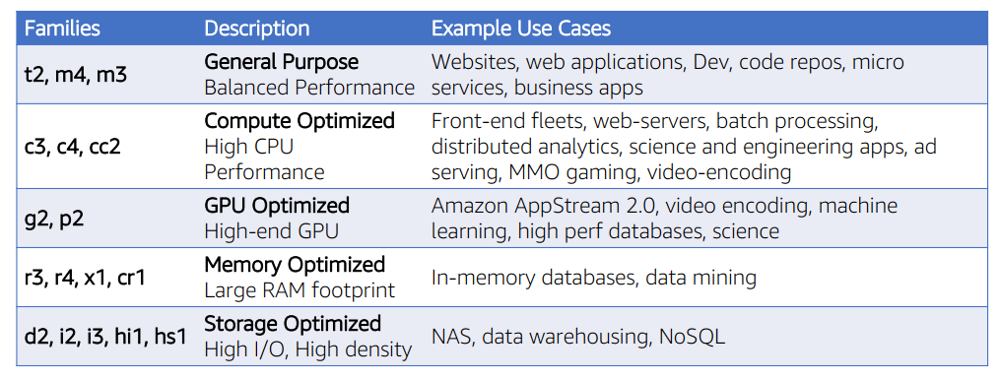 Families Description Example Use Cases
t2, m4, m3
General Purpose
Balanced Performance
Websites, web applications, Dev, code repos, micro
services, business apps
c3, c4, cc2
Compute Optimized
High CPU
Performance
Front-end fleets, web-servers, batch processing,
distributed analytics, science and engineering apps, ad
serving, MMO gaming, video-encoding
g2, p2
GPU Optimized
High-end GPU
Amazon AppStream 2.0, video encoding, machine
learning, high perf databases, science
r3, r4, x1, cr1
Memory Optimized
Large RAM footprint
In-memory databases, data mining
d2, i2, i3, hi1, hs1
Storage Optimized
High I/O, High density
NAS, data warehousing, NoSQL